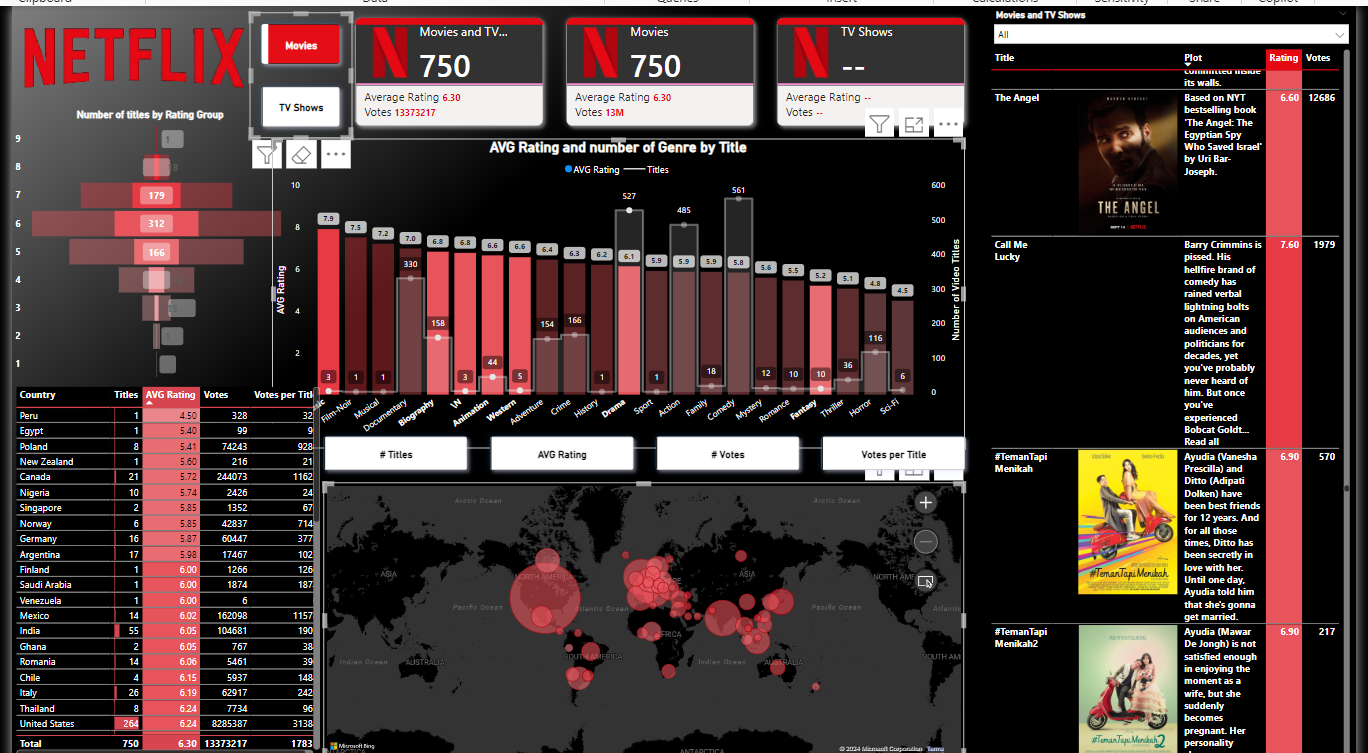 Clipboard
Data
Queries
Insert
Calculations
Sensitivity
Share
Copilot
NETFLIX
Movies
TV Shows
Movies and TV...
750
Average Rating 6.30
Votes 13373217
Movies
750
Average Rating 6.30
Votes 13M
TV Shows
--
Average Rating --
Votes --
Number of titles by Rating Group
9
8
7 179
6 312
5 166
4
3
2
1
AVG Rating and number of Genre by Title
AVG Rating Titles
10
8
6
4
2
AVG Rating
600
500
400
300
200
100
0
Number of Video Titles
7.9 7.5 7.2 7.0 6.8 6.8 6.6 6.6 6.4 6.3 6.2 6.1 5.9 5.9 5.9 5.8 5.6 5.5 5.2 5.1 4.8 4.5
3 1 1 330 158 3 44 5 154 166 1 527 1 485 18 561 12 10 10 36 116 6
Film-Noir
Musical
Documentary
Biography
\N
Animation
Western
Adventure
Crime
History
Drama
Sport
Action
Family
Comedy
Mystery
Romance
Fantasy
Thriller
Horror
Sci-Fi
# Titles
AVG Rating
# Votes
Votes per Title
Country Titles AVG Rating Votes Votes per Titl
Peru 1 4.50 328 32
Egypt 1 5.40 99 9
Poland 8 5.41 74243 928
New Zealand 1 5.60 216 21
Canada 21 5.72 244073 1162
Nigeria 10 5.74 2426 24
Singapore 2 5.85 1352 67
Norway 6 5.85 42837 714
Germany 16 5.87 60447 377
Argentina 17 5.98 17467 102
Finland 1 6.00 1266 126
Saudi Arabia 1 6.00 1874 187
Venezuela 1 6.00 6
Mexico 14 6.02 162098 1157
India 55 6.05 104681 190
Ghana 2 6.05 767 38
Romania 14 6.06 5461 39
Chile 4 6.15 5937 148
Italy 26 6.19 62917 242
Thailand 8 6.24 7734 96
United States 264 6.24 8285387 3138
Total 750 6.30 13373217 1783
Arctic Ocean
Arctic Ocean
ASIA
NORTH AMERICA
ASIA
NORTH AME
Pacific Ocean
Atlantic Ocean
Pacific Ocean
Atlantic
AFRICA
Indian Ocean
AUSTRALIA
SOUTH AMERICA
Indian Ocean
AUSTRALIA
SOUTH AM
ANTARCTICA
Microsoft Bing
© 2024 Microsoft Corporation Terms
Movies and TV Shows
All
Title Plot Rating Votes
committed inside
its walls.
The Angel
THE ANGEL
Based on NYT
bestselling book
'The Angel: The
Egyptian Spy
Who Saved Israel'
by Uri Bar-
Joseph.
6.60 12686
Call Me
Lucky
Barry Crimmins is
pissed. His
hellfire brand of
comedy has
rained verbal
lightning bolts
on American
audiences and
politicians for
decades, yet
you've probably
never heard of
him. But once
you've
experienced
Bobcat Goldt...
Read all
7.60 1979
#TemanTapi
Menikah
#TemanTapiMenikah
Ayudia (Vanesha
Prescilla) and
Ditto (Adipati
Dolken) have
been best friends
for 12 years. And
for all those
times, Ditto has
been secretly in
love with her.
Until one day,
Ayudia told him
that she's gonna
get married.
6.90 570
#TemanTapi
Menikah2
#TemanTapiMenikah2
Ayudia (Mawar
De Jongh) is not
satisfied enough
in enjoying the
moment as a
wife, but she
suddenly
becomes
pregnant. Her
personality
6.90 217